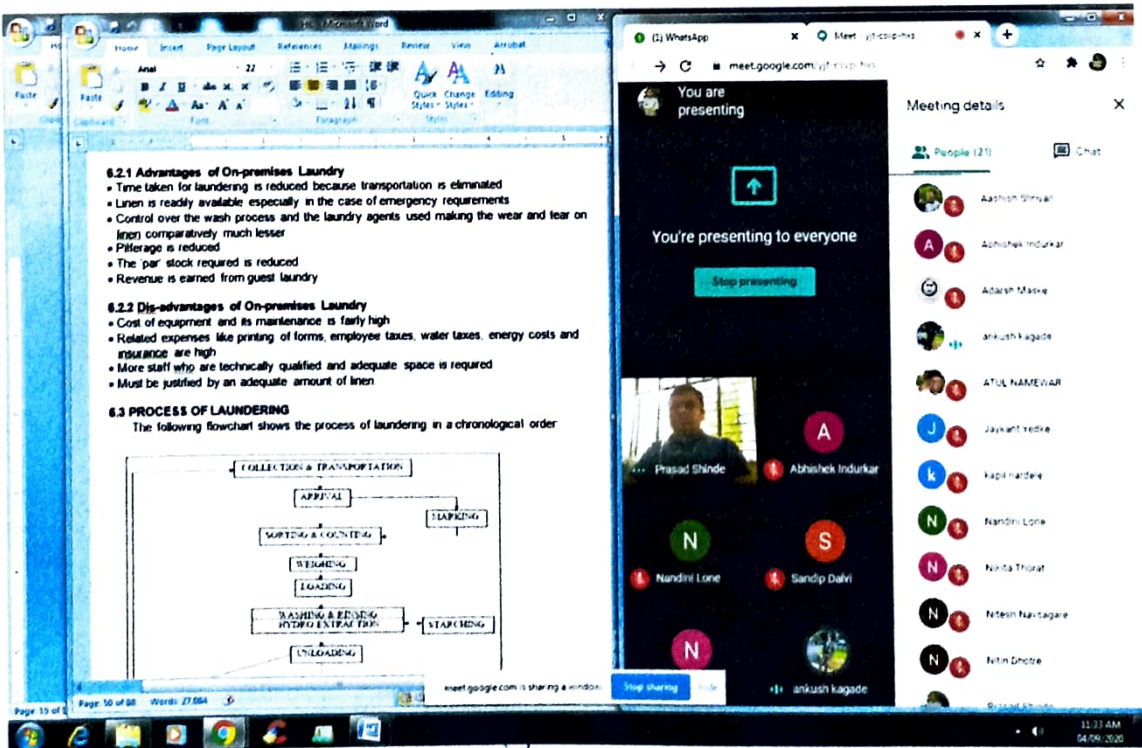 HK - Microsoft Word
Home Insert Page Layout References Mailings Review View Acrobat
Paste
Paste
Arial 22
Quick Styles Change Styles Editing
Clipboard Font Paragraph Styles
6.2.1 Advantages of On-premises Laundry
• Time taken for laundering is reduced because transportation is eliminated
• Linen is readily available especially in the case of emergency requirements
• Control over the wash process and the laundry agents used making the wear and tear on
linen comparatively much lesser
• Pilferage is reduced
• The 'par' stock required is reduced
• Revenue is earned from guest laundry
6.2.2 Dis-advantages of On-premises Laundry
• Cost of equipment and its maintenance is fairly high
• Related expenses like printing of forms, employee taxes, water taxes, energy costs and
insurance are high
• More staff who are technically qualified and adequate space is required
• Must be justified by an adequate amount of linen
6.3 PROCESS OF LAUNDERING
The following flowchart shows the process of laundering in a chronological order
COLLECTION & TRANSPORTATION
ARRIVAL
MARKING
SORTING & COUNTING
WEIGHING
LOADING
WASHING & RINSING
HYDRO EXTRACTION
STARCHING
UNLOADING
Page: 50 of 88 Words: 27,084
(1) WhatsApp
Meet -
meet.google.com/
You are
presenting
You're presenting to everyone
Stop presenting
Prasad Shinde
A
Abhishek Indurkar
N
Nandini Lone
S
Sandip Dalvi
N
ankush kagade
meet.google.com is sharing a window.
Stop sharing
Hide
Meeting details
People (21)
Chat
A
Abhishek Indurkar
Adarsh Maske
ankush kagade
ATUL NAMEWAR
J
k
kapil nardele
N
Nandini Lone
N
Nikita Thorat
N
Nitesh Navsagare
N
Nitin Dhotre
Prasad Shinde
11:33 AM
04/09/2020